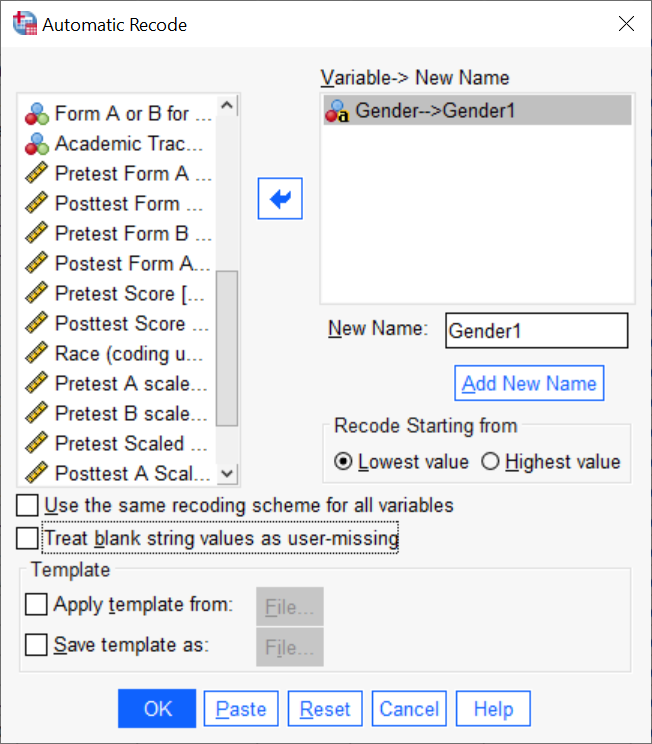 Automatic Recode
Variable-> New Name
Form A or B for ...
Academic Trac...
Pretest Form A ...
Posttest Form ...
Pretest Form B ...
Postest Form A...
Pretest Score [...
Posttest Score ...
Race (coding u...
Pretest A scale...
Pretest B scale...
Pretest Scaled ...
Posttest A Scal...
a Gender-->Gender1
New Name: Gender1
Add New Name
Recode Starting from
Lowest value Highest value
Use the same recoding scheme for all variables
Treat blank string values as user-missing
Template
Apply template from: File...
Save template as: File...
OK Paste Reset Cancel Help